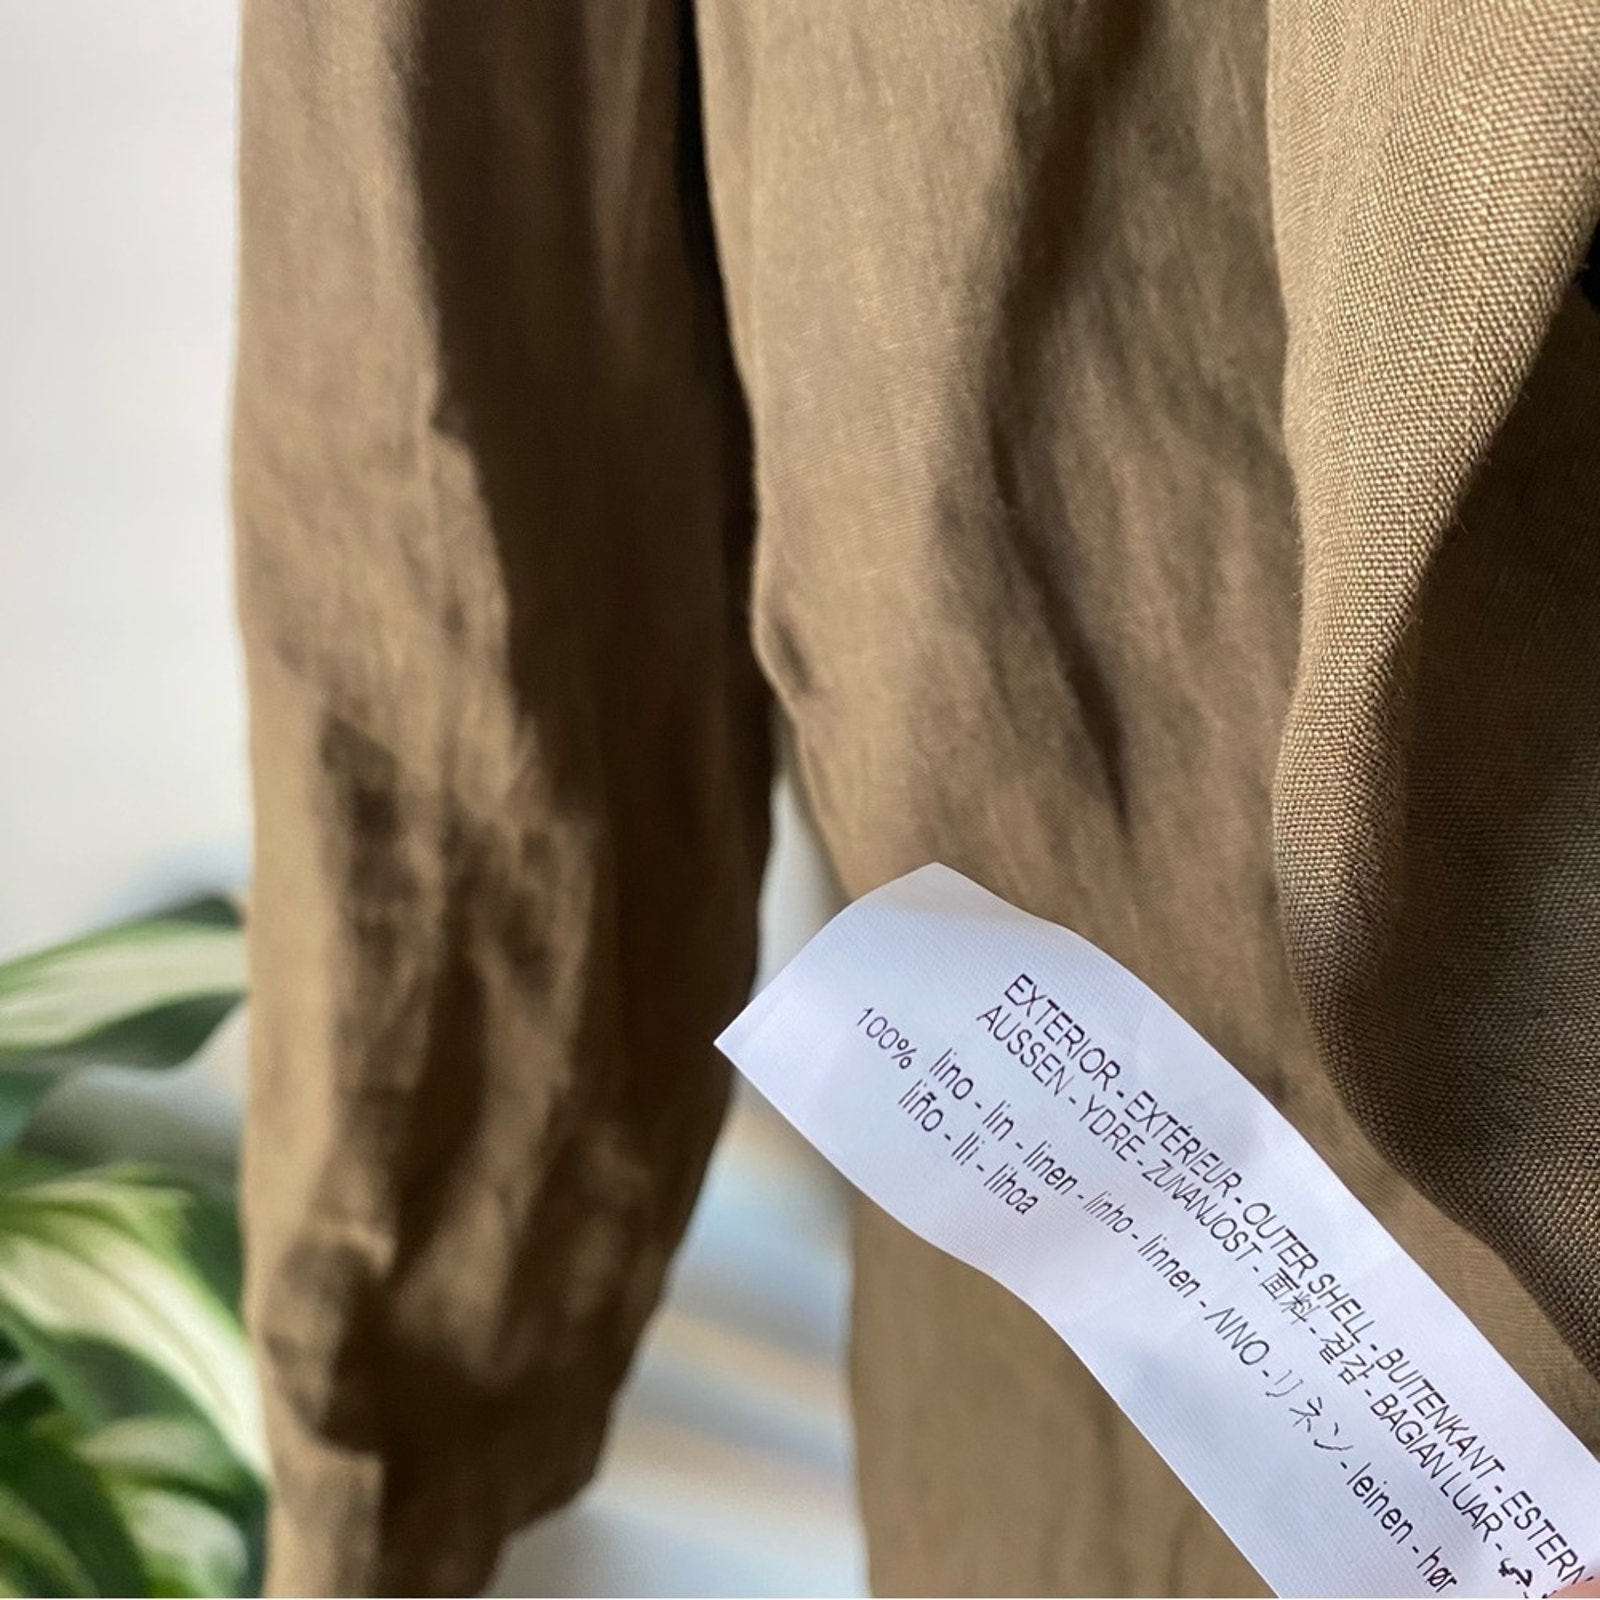 EXTERIOR - EXTÉRIEUR - OUTER SHELL - BUITENKANT - ESTERN
AUSSEN - YDRE - ZUNANJOST - 面料 - 겉감 - BAGIAN LUAR -
100% lino - lin - linen - linho - linnen - ΛΙΝΟ - リネン - leinen - hør
liño - lli - lihoa